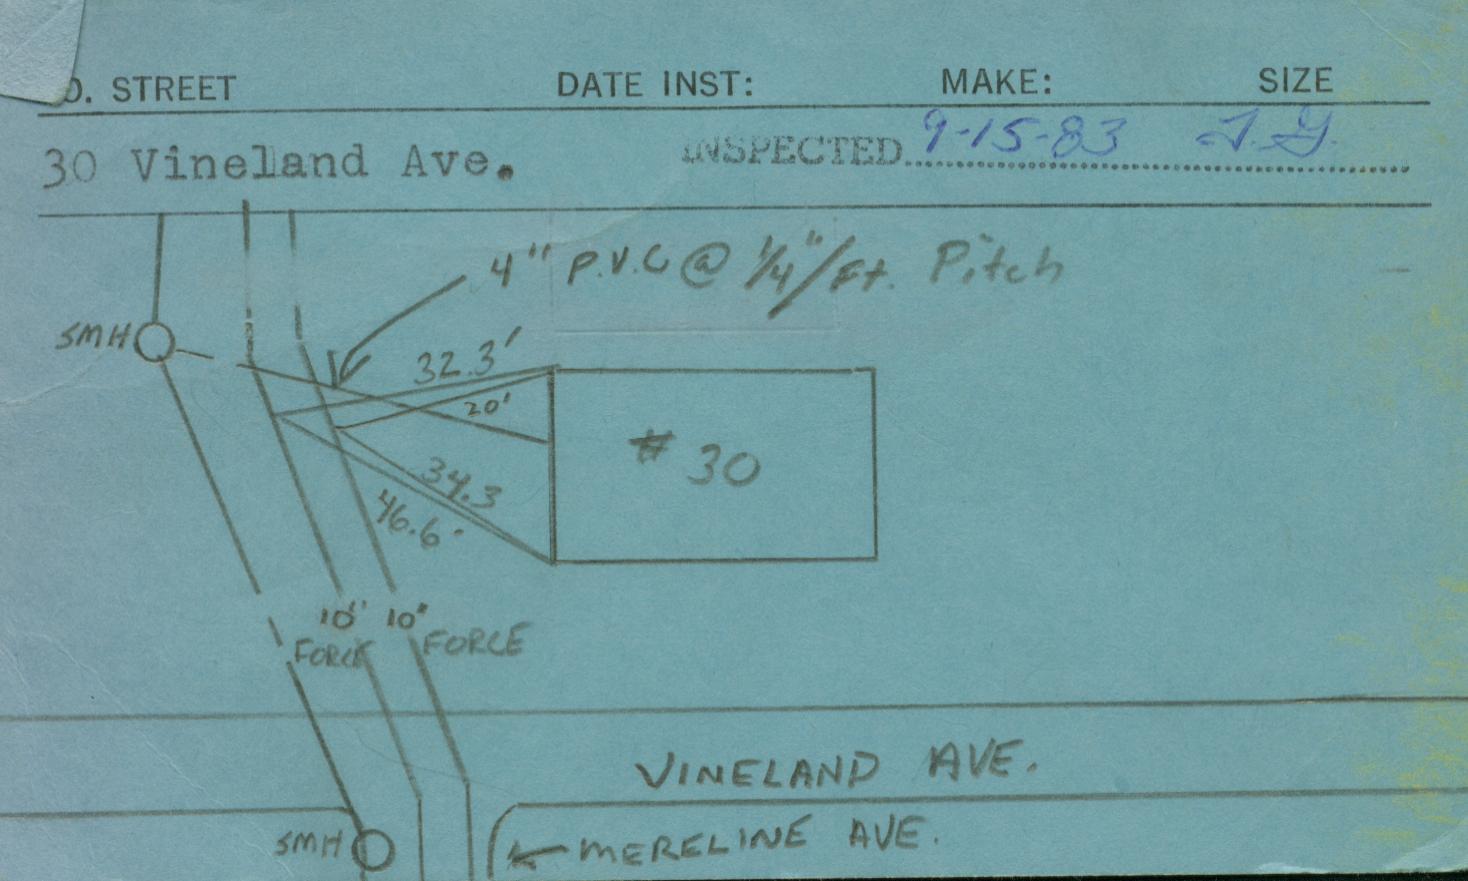 O. STREET DATE INST: MAKE: SIZE
30 Vineland Ave. INSPECTED 9-15-83 T.G.
4" P.V.C @ 1/4"/Ft. Pitch
SMH
32.3'
20'
# 30
34.3
46.6'
10" 10"
FORCE FORCE
VINELAND AVE.
SMH
MERELINE AVE.